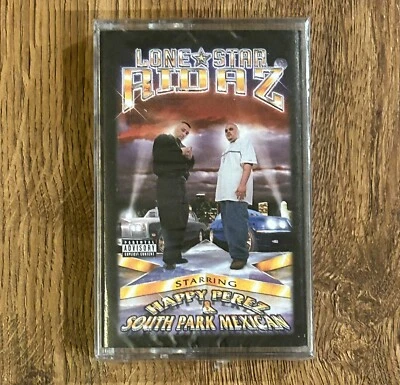 LONE STAR
RIDAZ
PARENTAL
ADVISORY
EXPLICIT CONTENT
STARRING
HAPPY PEREZ
&
SOUTH PARK MEXICAN